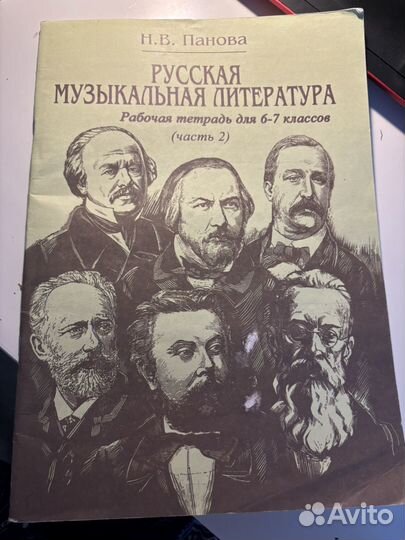 Н.В. Панова
РУССКАЯ
МУЗЫКАЛЬНАЯ ЛИТЕРАТУРА
Рабочая тетрадь для 6-7 классов
(часть 2)
Avito